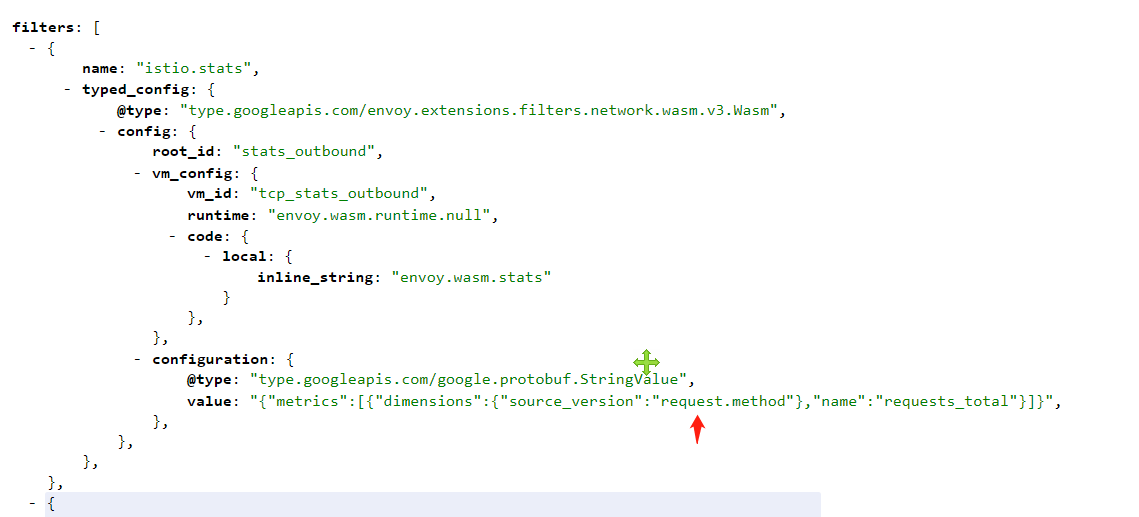 filters: [
- {
name: "istio.stats",
- typed_config: {
@type: "type.googleapis.com/envoy.extensions.filters.network.wasm.v3.Wasm",
- config: {
root_id: "stats_outbound",
- vm_config: {
vm_id: "tcp_stats_outbound",
runtime: "envoy.wasm.runtime.null",
- code: {
- local: {
inline_string: "envoy.wasm.stats"
}
},
},
- configuration: {
@type: "type.googleapis.com/google.protobuf.StringValue",
value: "{"metrics":[{"dimensions":{"source_version":"request.method"},"name":"requests_total"}]}",
},
},
},
},
- {